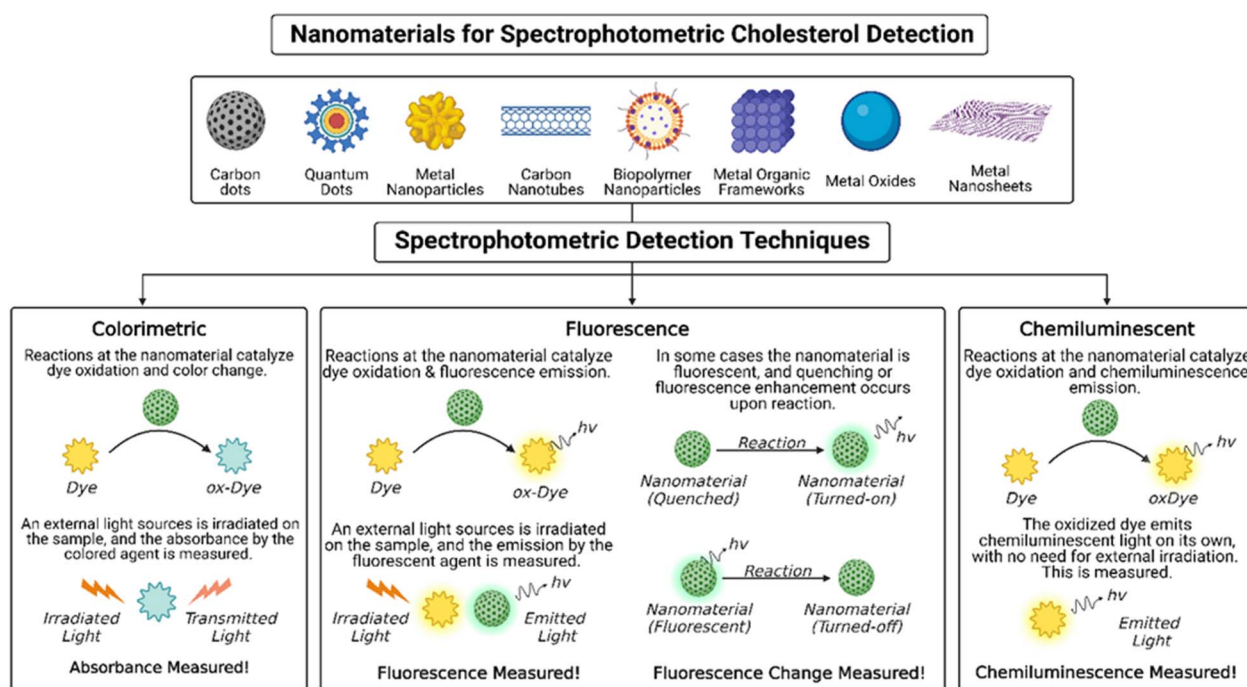 Nanomaterials for Spectrophotometric Cholesterol Detection
Carbon
dots
Quantum
Dots
Metal
Nanoparticles
Carbon
Nanotubes
Biopolymer
Nanoparticles
Metal Organic
Frameworks
Metal Oxides
Metal
Nanosheets
Spectrophotometric Detection Techniques
Colorimetric
Reactions at the nanomaterial catalyze
dye oxidation and color change.
Dye
ox-Dye
An external light sources is irradiated on
the sample, and the absorbance by the
colored agent is measured.
Irradiated
Light
Transmitted
Light
Absorbance Measured!
Fluorescence
Reactions at the nanomaterial catalyze
dye oxidation & fluorescence emission.
hv
Dye
ox-Dye
An external light sources is irradiated
on the sample, and the emission by the
fluorescent agent is measured.
hv
Irradiated
Light
Emitted
Light
Fluorescence Measured!
In some cases the nanomaterial is
fluorescent, and quenching or
fluorescence enhancement occurs
upon reaction.
Reaction
hv
Nanomaterial
(Quenched)
Nanomaterial
(Turned-on)
hv
Reaction
Nanomaterial
(Fluorescent)
Nanomaterial
(Turned-off)
Fluorescence Change Measured!
Chemiluminescent
Reactions at the nanomaterial catalyze
dye oxidation and chemiluminescence
emission.
hv
Dye
oxDye
The oxidized dye emits
chemiluminescent light on its own,
with no need for external irradiation.
This is measured.
hv
Emitted
Light
Chemiluminescence Measured!